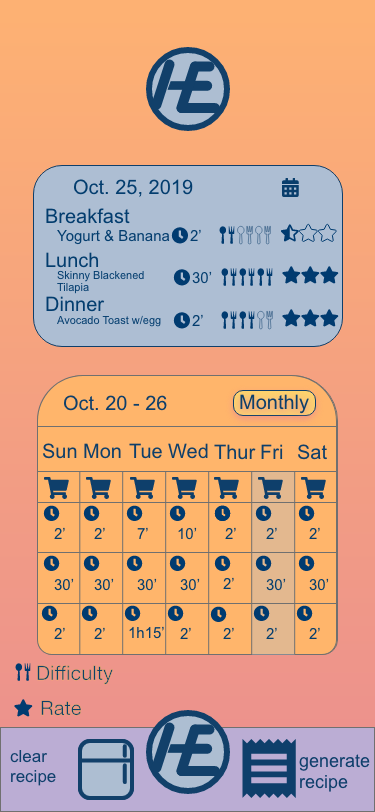 HE
Oct. 25, 2019
Breakfast
Yogurt & Banana 2'
Lunch
Skinny Blackened 30'
Tilapia
Dinner
Avocado Toast w/egg 2'
Oct. 20 - 26 Monthly
Sun Mon Tue Wed Thur Fri Sat
2' 2' 7' 10' 2' 2' 2'
30' 30' 30' 30' 2' 30' 30'
2' 2' 1h15' 2' 2' 2' 2'
Difficulty
Rate
HE
clear
recipe
generate
recipe